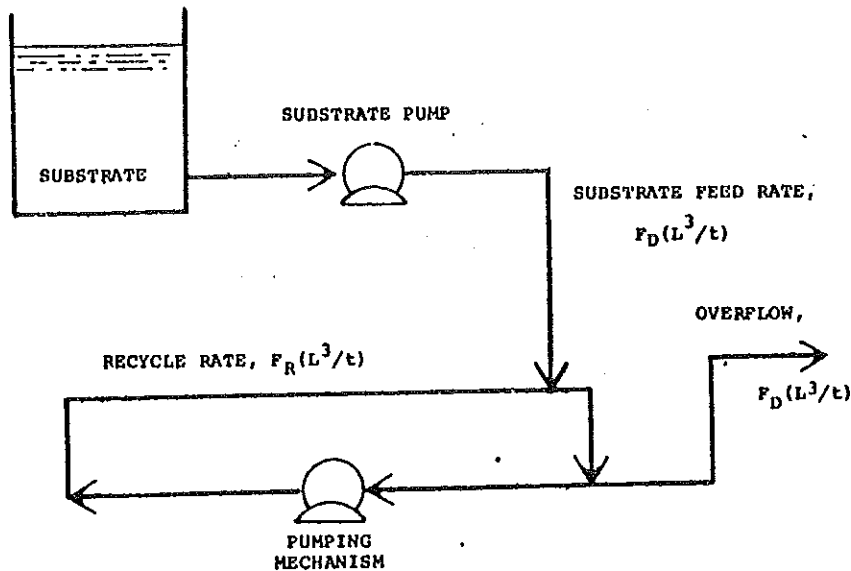 SUBSTRATE PUMP
SUBSTRATE
SUBSTRATE FEED RATE,
F_D(L^3/t)
OVERFLOW,
F_D(L^3/t)
RECYCLE RATE, F_R(L^3/t)
PUMPING
MECHANISM